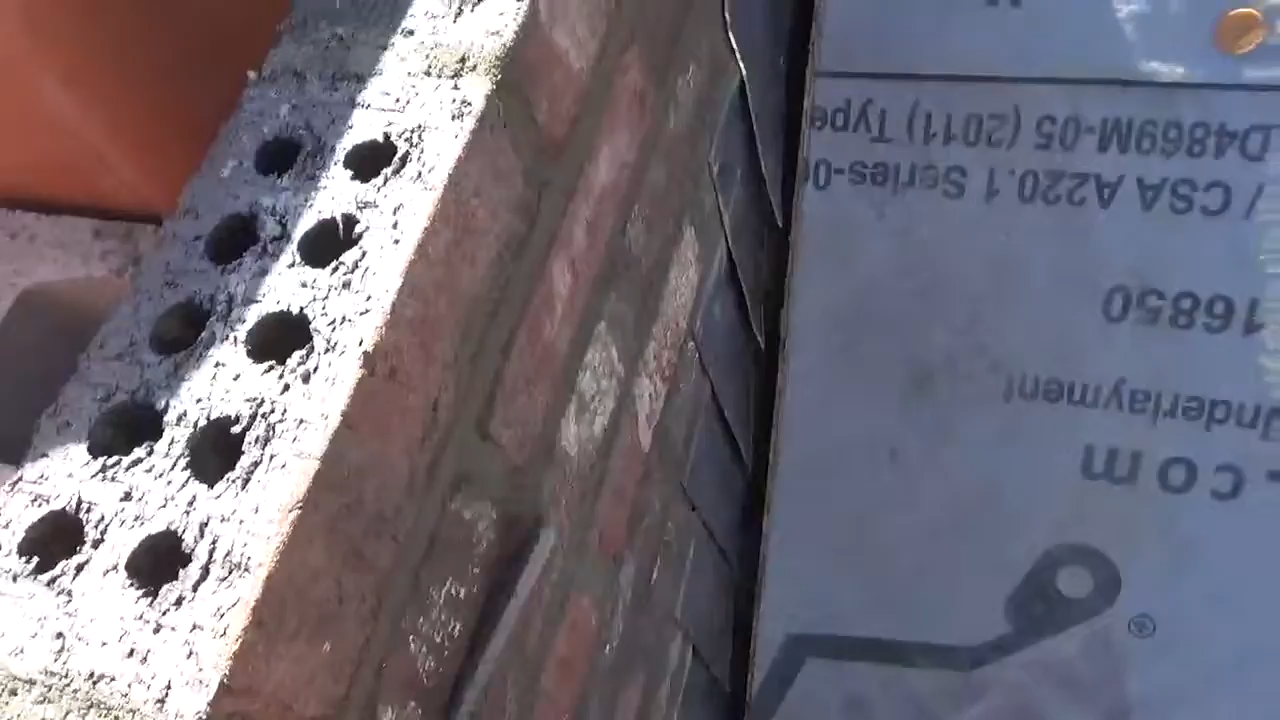 ®
.com
Underlayment
16850
/ CSA A220.1 Series-0
D4869M-05 (2011) Type